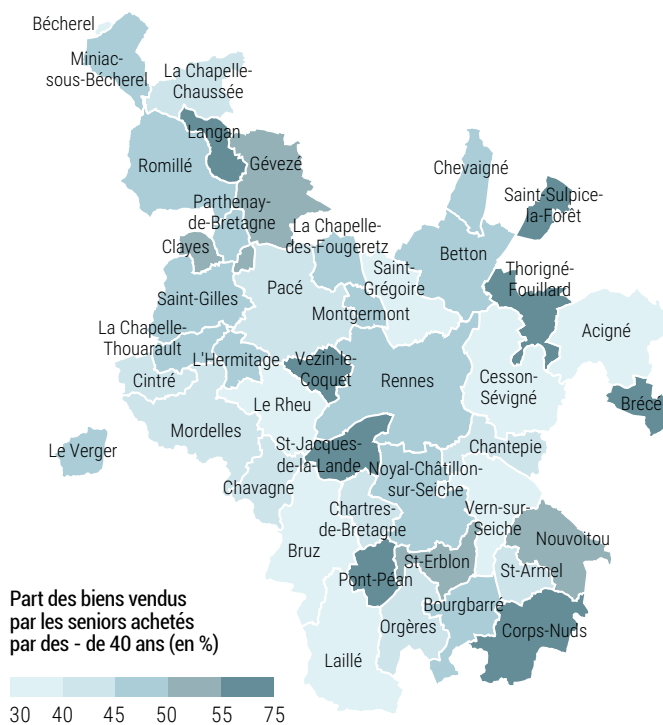 Bécherel
Miniac-
sous-Bécherel
La Chapelle-
Chaussée
Langan
Romillé
Gévezé
Chevaigné
Saint-Sulpice-
la-Forêt
Parthenay-
de-Bretagne
La Chapelle-
des-Fougeretz
Clayes
Betton
Saint-
Grégoire
Thorigné-
Fouillard
Pacé
Saint-Gilles
Montgermont
La Chapelle-
Thouarault
Acigné
L'Hermitage
Vezin-le-
Coquet
Cintré
Rennes
Cesson-
Sévigné
Le Rheu
Brécé
Mordelles
St-Jacques-
de-la-Lande
Chantepie
Le Verger
Noyal-Châtillon-
sur-Seiche
Chavagne
Chartres-
de-Bretagne
Vern-sur-
Seiche
Nouvoitou
Bruz
St-Erblon
St-Armel
Pont-Péan
Bourgbarré
Orgères
Corps-Nuds
Laillé
Part des biens vendus
par les seniors achetés
par des - de 40 ans (en %)
30 40 45 50 55 75